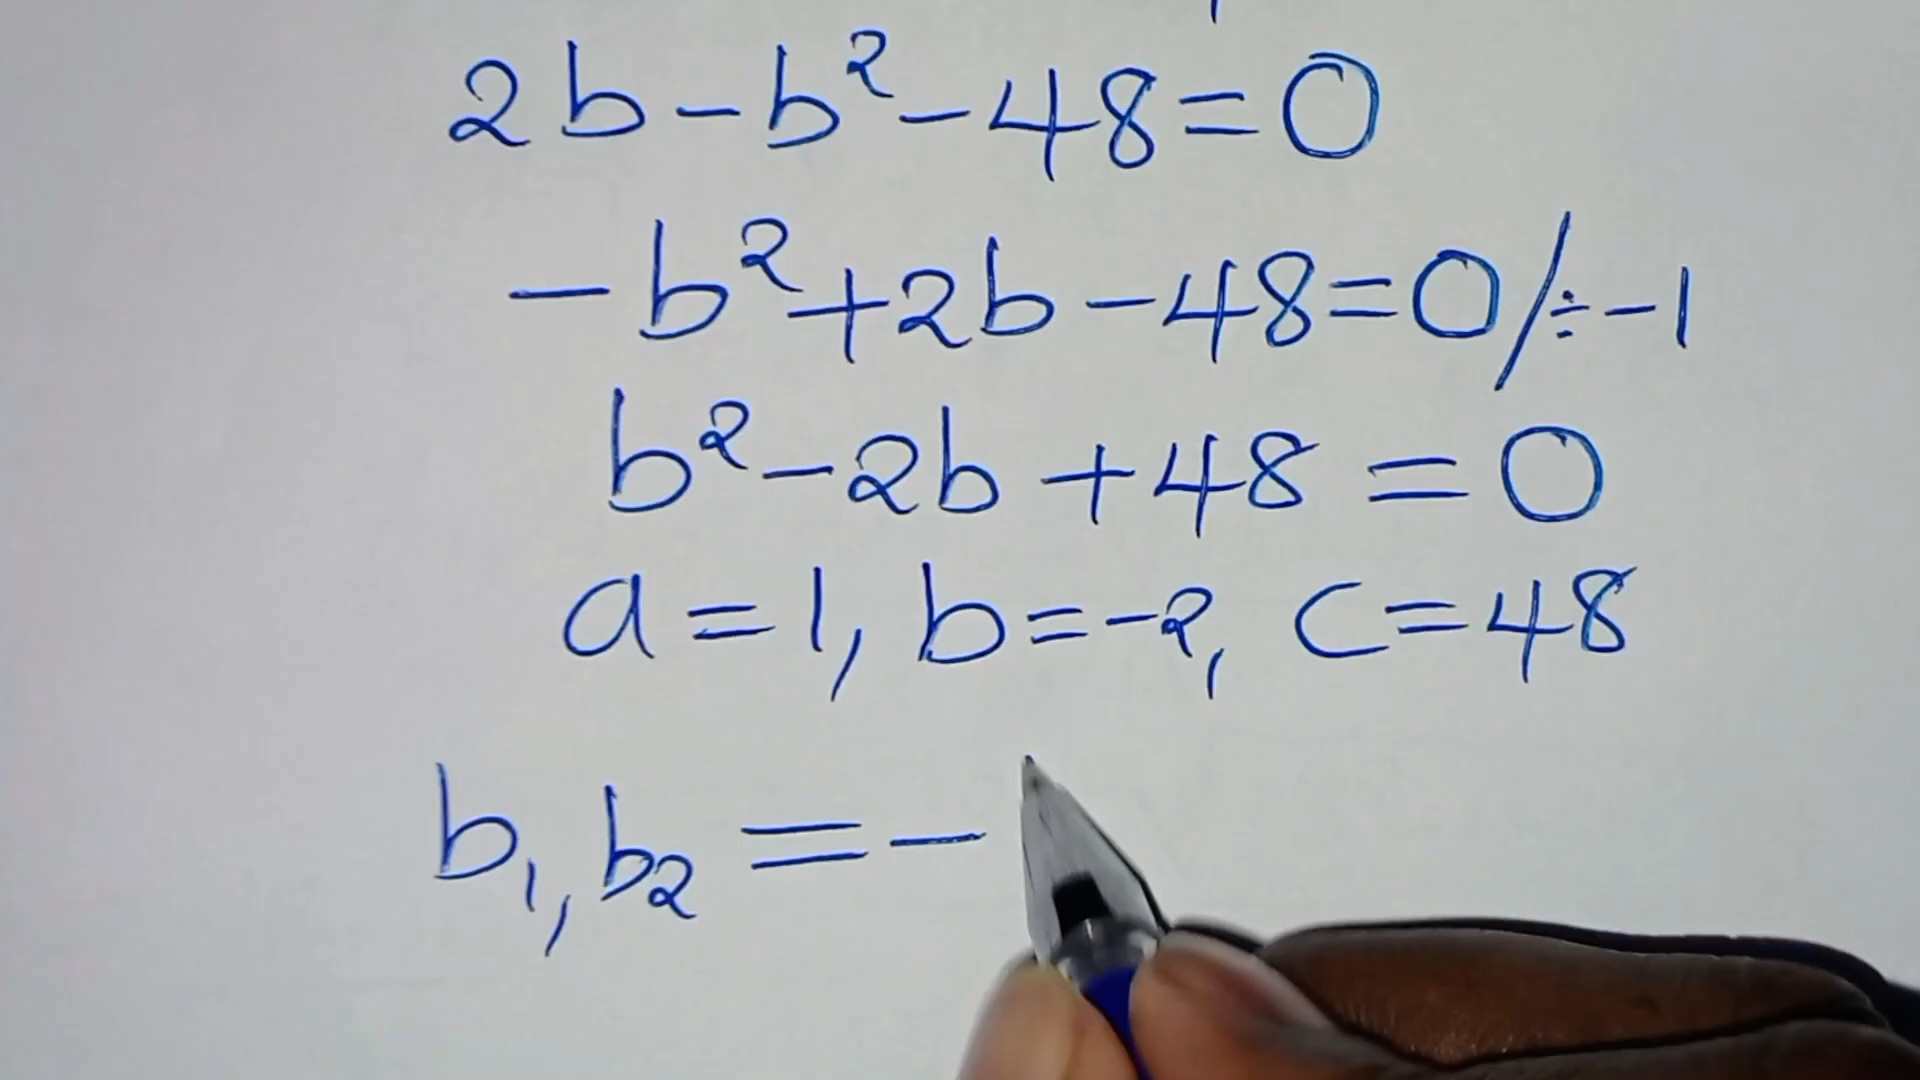 2b-b²-48=0
-b²+2b-48=0/÷-1
b²-2b+48=0
a=1, b=-2, c=48
b₁, b₂ =-